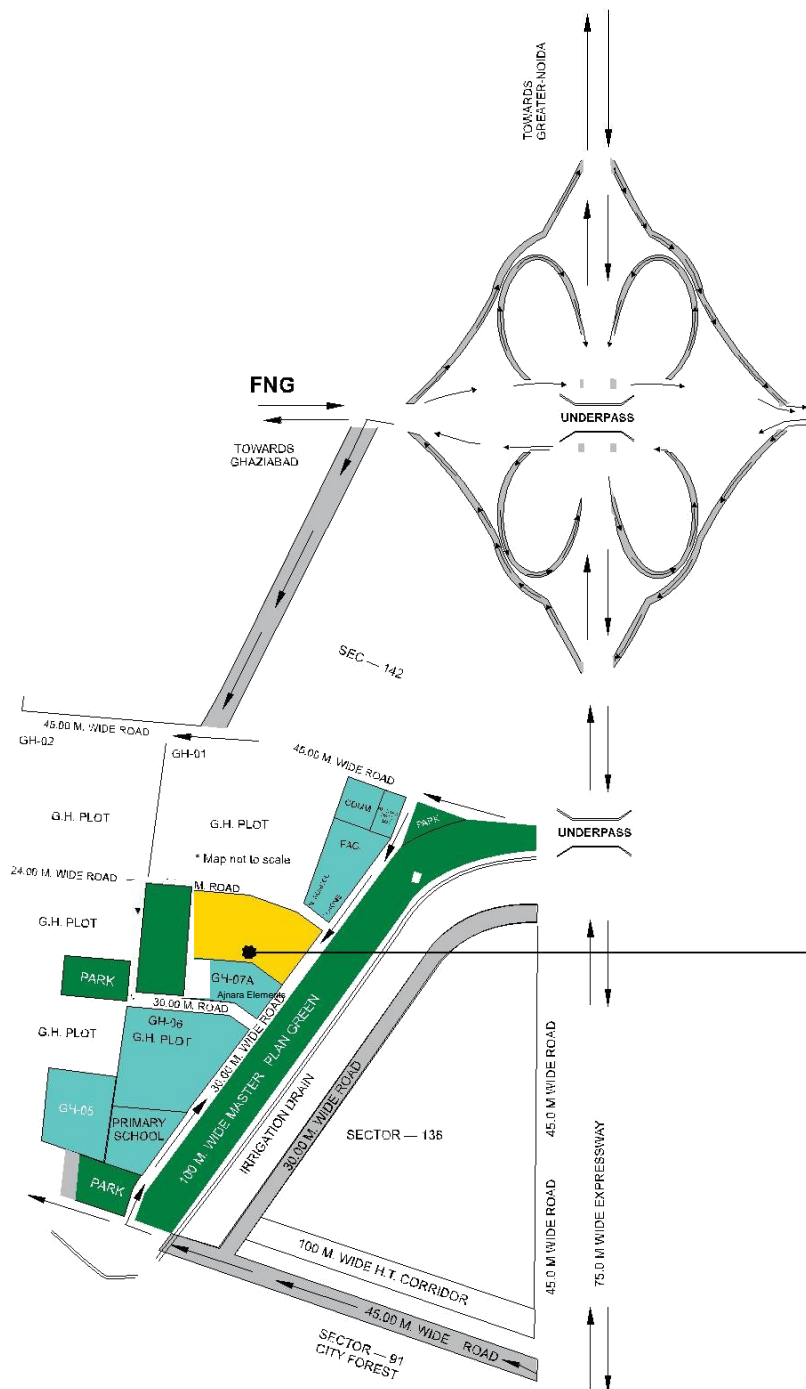 TOWARDS
GREATER-NOIDA
FNG
TOWARDS
GHAZIABAD
UNDERPASS
SEC — 142
45.00 M. WIDE ROAD
GH-02
GH-01
45.00 M. WIDE ROAD
G.H. PLOT
G.H. PLOT
COMM
FAC.
PARK
UNDERPASS
* Map not to scale
24.00 M. WIDE ROAD
M. ROAD
N. SCHOOL
G.H. PLOT
PARK
GH-07A
Ajnara Elements
30.00 M. ROAD
GH-06
G.H. PLOT
G.H. PLOT
30.00 M. WIDE ROAD
GH-05
PRIMARY
SCHOOL
PARK
100 M. WIDE MASTER PLAN GREEN
IRRIGATION DRAIN
30.00 M. WIDE ROAD
SECTOR — 136
45.0 M WIDE ROAD
45.0 M WIDE ROAD
75.0 M WIDE EXPRESSWAY
100 M. WIDE H.T. CORRIDOR
45.00 M. WIDE ROAD
SECTOR — 91
CITY FOREST